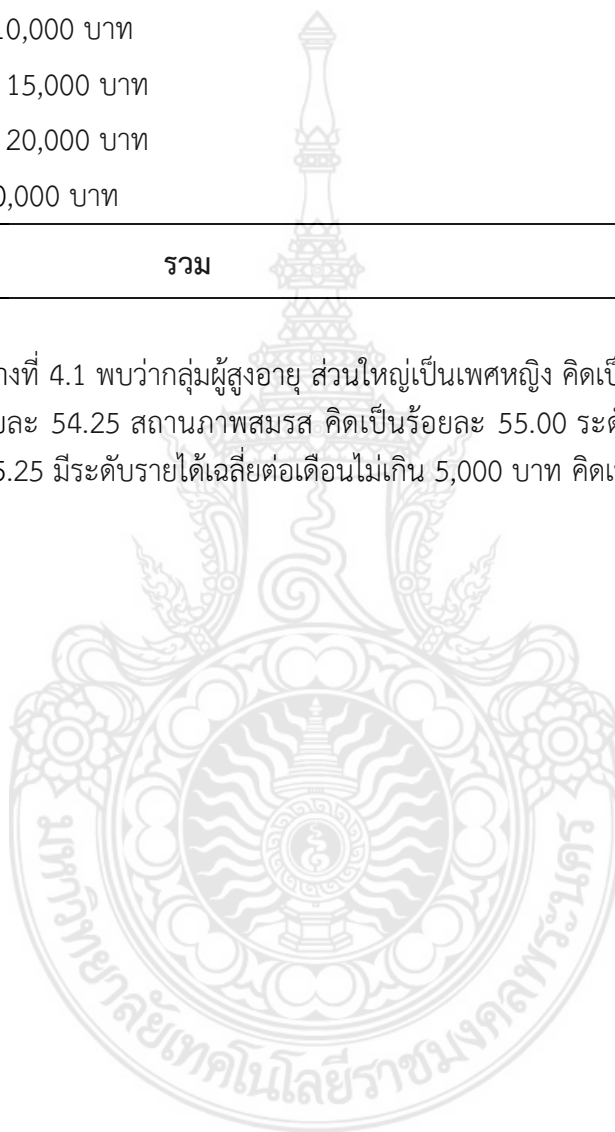 10,000 บาท
15,000 บาท
20,000 บาท
0,000 บาท
รวม
างที่ 4.1 พบว่ากลุ่มผู้สูงอายุ ส่วนใหญ่เป็นเพศหญิง คิดเป็
ยละ 54.25 สถานภาพสมรส คิดเป็นร้อยละ 55.00 ระดั
5.25 มีระดับรายได้เฉลี่ยต่อเดือนไม่เกิน 5,000 บาท คิดเ
มหาวิทยาลัยเทคโนโลยีราชมงคลพระนคร